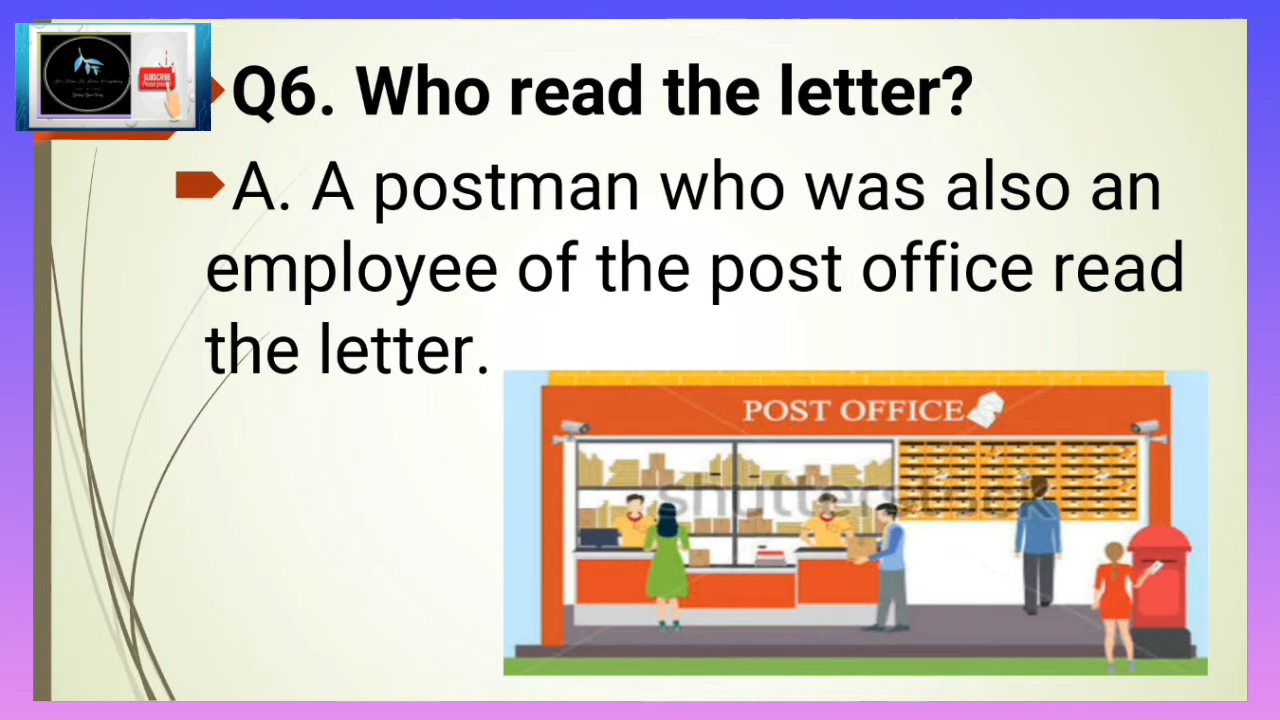 Q6. Who read the letter?
A. A postman who was also an
employee of the post office read
the letter.
SUBSCRIBE
POST OFFICE
shutterstock